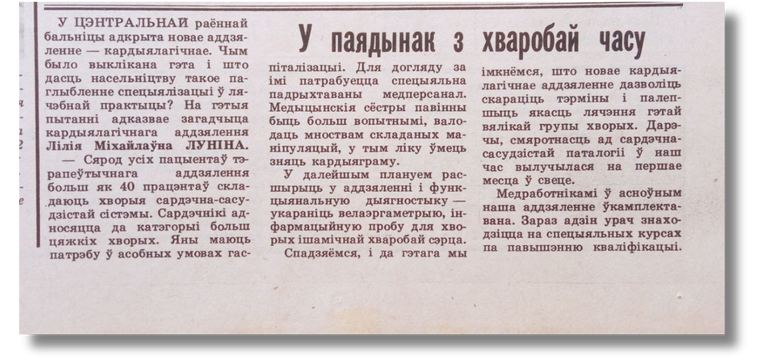 У паядынак з хваробай часу
У ЦЭНТРАЛЬНАЙ раённай
бальніцы адкрыта новае аддзя-
ленне — кардыялагічнае. Чым
было выклікана гэта і што
дасць насельніцтву такое па-
глыбленне спецыялізацыі ў ля-
чэбнай практыцы? На гэтыя
пытанні адказвае загадчыца
кардыялагічнага аддзялення
Лілія Міхайлаўна ЛУНІНА.
— Сярод усіх пацыентаў тэ-
рапеўтычнага аддзялення
больш як 40 працэнтаў скла-
даюць хворыя сардэчна-сасу-
дзістай сістэмы. Сардэчнікі ад-
носяцца да катэгорыі больш
цяжкіх хворых. Яны маюць
патрэбу ў асобных умовах гас-
піталізацыі. Для догляду за
імі патрабуецца спецыяльна
падрыхтаваны медперсанал.
Медыцынскія сёстры павінны
быць больш вопытнымі, вало-
даць мноствам складаных ма-
ніпуляцый, у тым ліку ўмець
зняць кардыяграму.
У далейшым плануем рас-
шырыць у аддзяленні і функ-
цыянальную дыягностыку —
укараніць велаэргаметрыю, ін-
фармацыйную пробу для хво-
рых ішамічнай хваробай сэрца.
Спадзяёмся, і да гэтага мы
імкнёмся, што новае кардыя-
лагічнае аддзяленне дазволіць
скараціць тэрміны і палеп-
шыць якасць лячэння гэтай
вялікай групы хворых. Дарэ-
чы, смяротнасць ад сардэчна-
сасудзістай паталогіі ў наш
час вылучылася на першае
месца ў свеце.
Медработнікамі ў асноўным
наша аддзяленне ўкамплекта-
вана. Зараз адзін урач знахо-
дзіцца на спецыяльных курсах
па павышэнню кваліфікацыі.